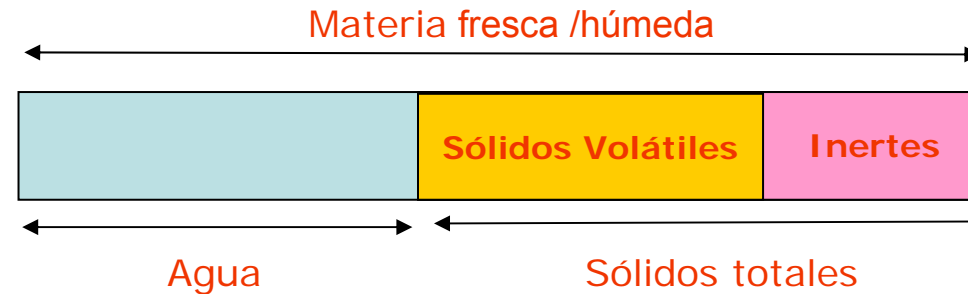 Materia fresca /húmeda
Sólidos Volátiles
Inertes
Agua
Sólidos totales